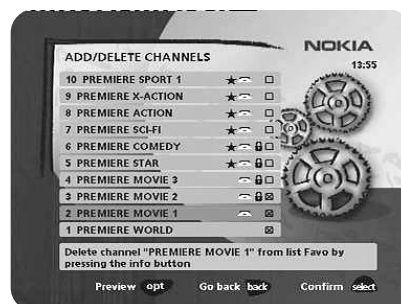 NOKIA
ADD/DELETE CHANNELS
13:55
10 PREMIERE SPORT 1
9 PREMIERE X-ACTION
8 PREMIERE ACTION
7 PREMIERE SCI-FI
6 PREMIERE COMEDY
5 PREMIERE STAR
4 PREMIERE MOVIE 3
3 PREMIERE MOVIE 2
2 PREMIERE MOVIE 1
1 PREMIERE WORLD
Delete channel "PREMIERE MOVIE 1" from list Favo by
pressing the info button
Preview opt Go back back Confirm select